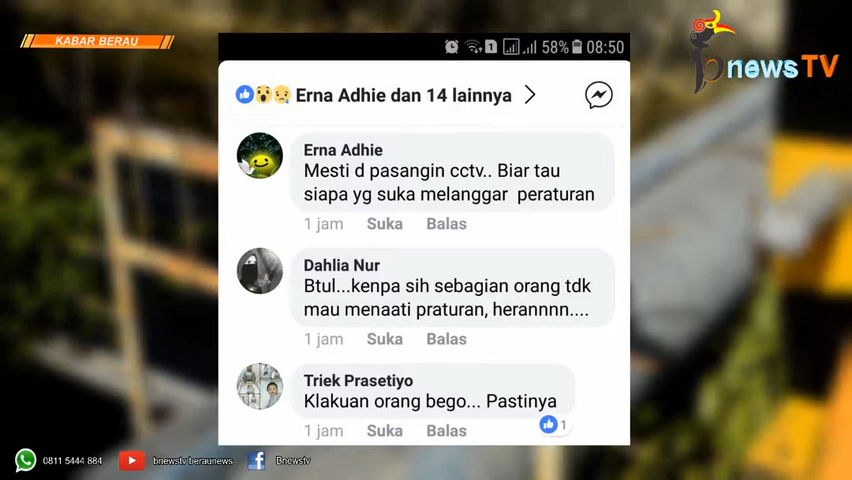 KABAR BERAU
bnewsTV
58% 08:50
1
Erna Adhie dan 14 lainnya
Erna Adhie
Mesti d pasangin cctv.. Biar tau
siapa yg suka melanggar peraturan
1 jam Suka Balas
Dahlia Nur
Btul...kenpa sih sebagian orang tdk
mau menaati praturan, herannnn....
1 jam Suka Balas
Triek Prasetiyo
Klakuan orang bego... Pastinya
1
1 jam Suka Balas
0811 5444 884 bnewstv beraunews Bnewstv